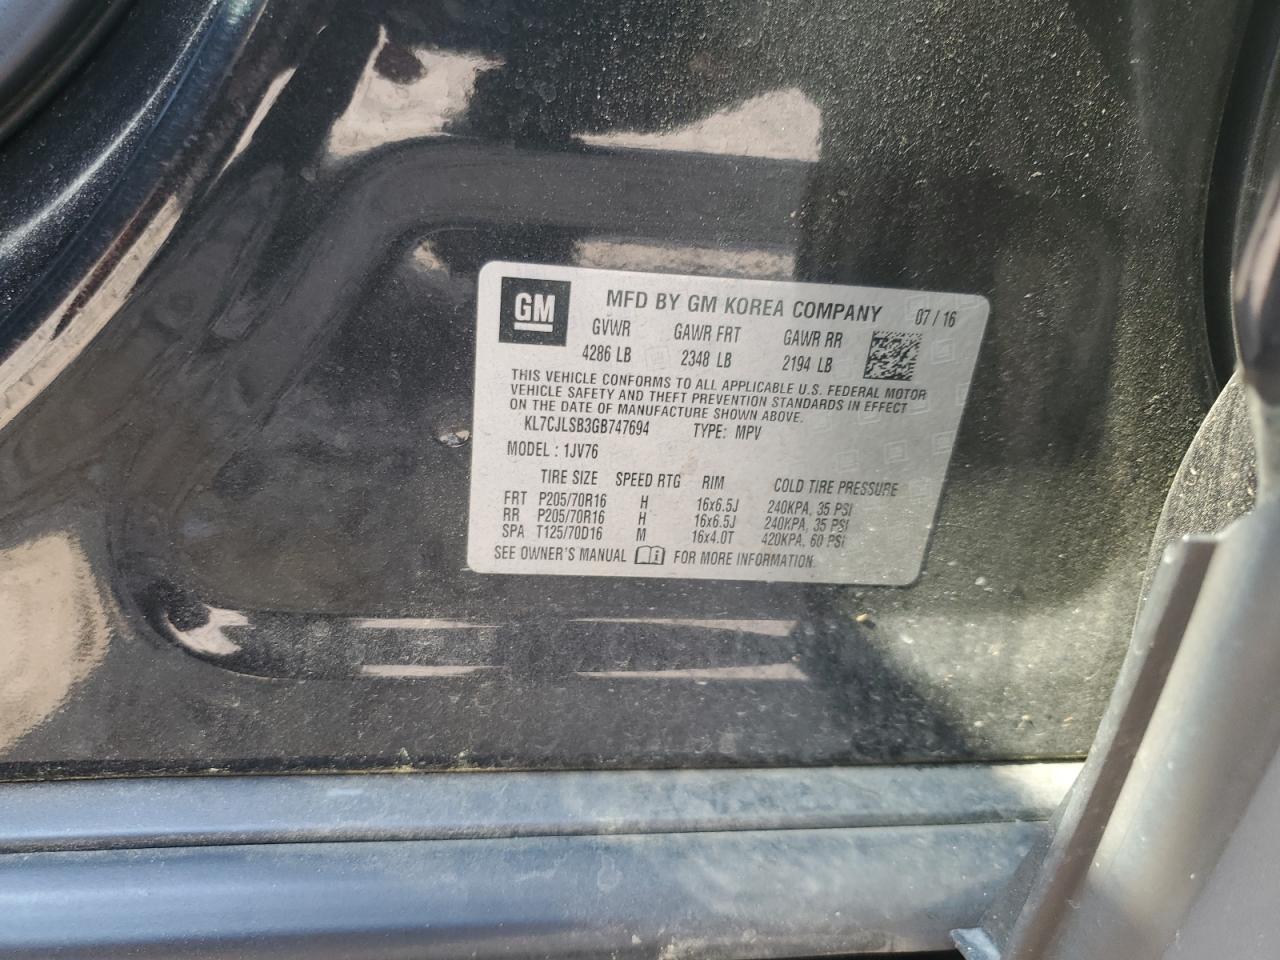 GM
MFD BY GM KOREA COMPANY 07 / 16
GVWR GAWR FRT GAWR RR
4286 LB 2348 LB 2194 LB
THIS VEHICLE CONFORMS TO ALL APPLICABLE U.S. FEDERAL MOTOR
VEHICLE SAFETY AND THEFT PREVENTION STANDARDS IN EFFECT
ON THE DATE OF MANUFACTURE SHOWN ABOVE.
KL7CJLSB3GB747694 TYPE: MPV
MODEL : 1JV76
TIRE SIZE SPEED RTG RIM COLD TIRE PRESSURE
FRT P205/70R16 H 16x6.5J 240KPA, 35 PSI
RR P205/70R16 H 16x6.5J 240KPA, 35 PSI
SPA T125/70D16 M 16x4.0T 420KPA, 60 PSI
SEE OWNER'S MANUAL FOR MORE INFORMATION.